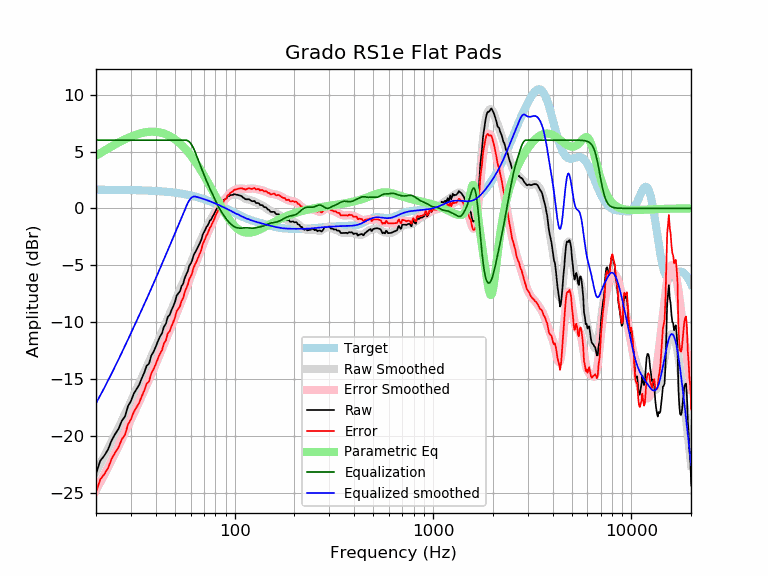 Grado RS1e Flat Pads
Amplitude (dBr)
10
5
0
−5
−10
−15
−20
−25
Target
Raw Smoothed
Error Smoothed
Raw
Error
Parametric Eq
Equalization
Equalized smoothed
100
1000
10000
Frequency (Hz)